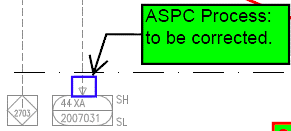 ASPC Process:
to be corrected.
2703
44 XA
SH
2007031
SL